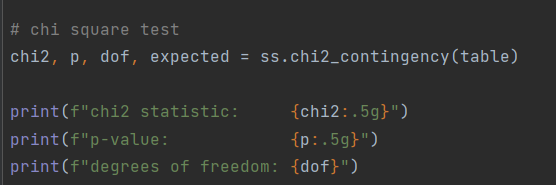 # chi square test
chi2, p, dof, expected = ss.chi2_contingency(table)
print(f"chi2 statistic:     {chi2:.5g}")
print(f"p-value:            {p:.5g}")
print(f"degrees of freedom: {dof}")